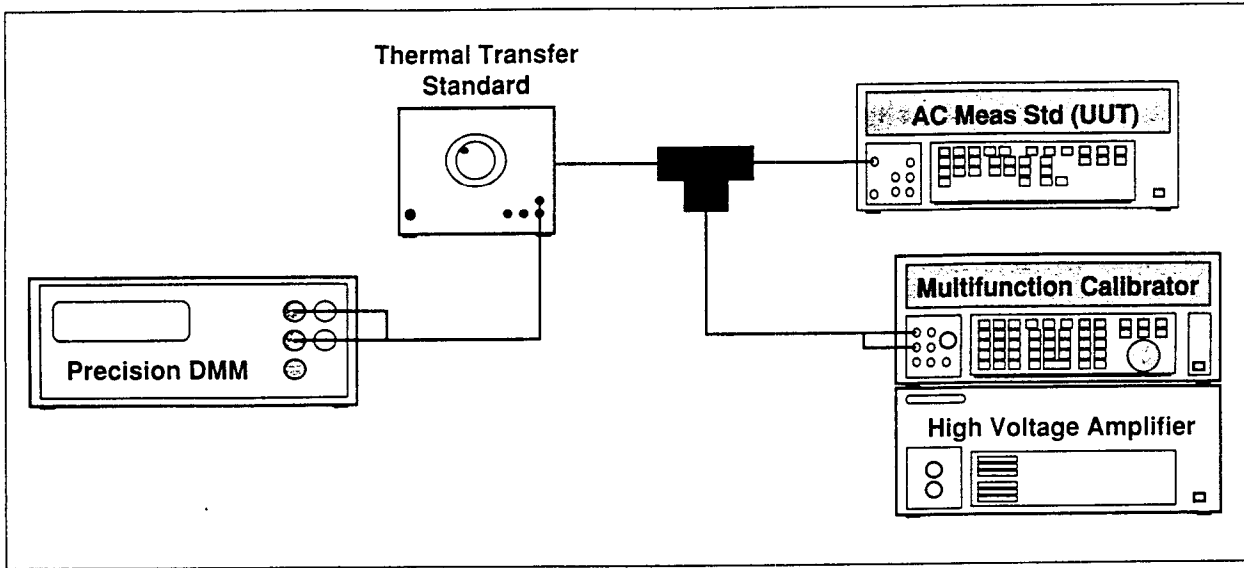 Thermal Transfer
Standard
AC Meas Std (UUT)
Multifunction Calibrator
Precision DMM
High Voltage Amplifier